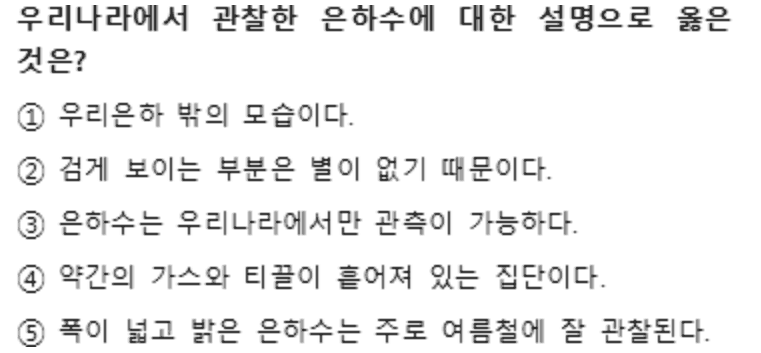 우리나라에서 관찰한 은하수에 대한 설명으로 옳은
것은?
① 우리은하 밖의 모습이다.
② 검게 보이는 부분은 별이 없기 때문이다.
③ 은하수는 우리나라에서만 관측이 가능하다.
④ 약간의 가스와 티끌이 흩어져 있는 집단이다.
⑤ 폭이 넓고 밝은 은하수는 주로 여름철에 잘 관찰된다.